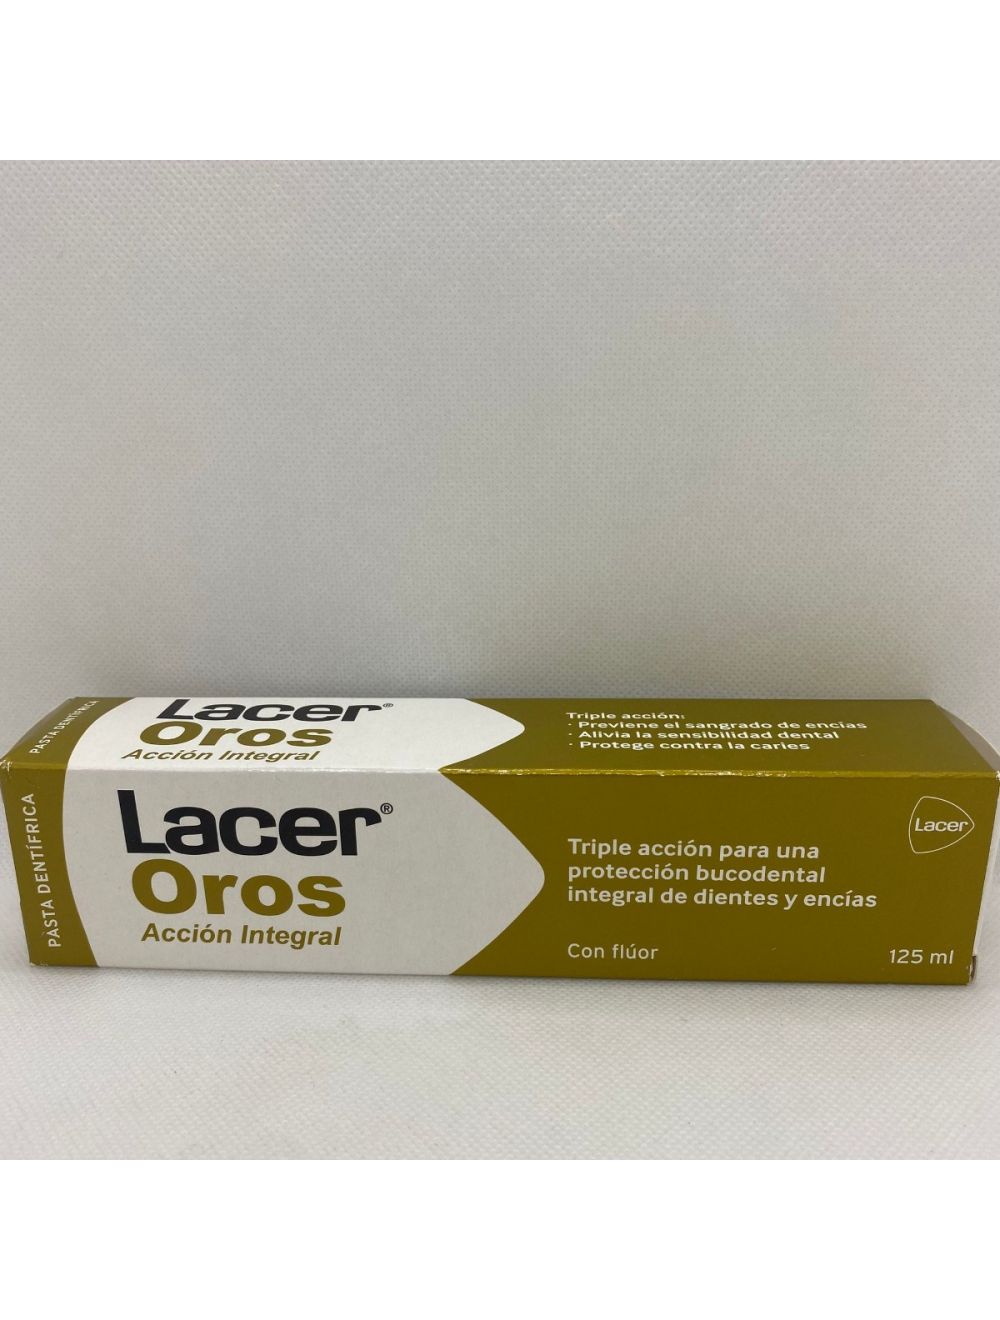 PASTA DENTÍFRICA
Lacer®
Oros
Acción Integral
Triple acción:
· Previene el sangrado de encías
· Alivia la sensibilidad dental
· Protege contra la caries
PASTA DENTÍFRICA
Lacer®
Oros
Acción Integral
Triple acción para una
protección bucodental
integral de dientes y encías
Con flúor
Lacer
125 ml